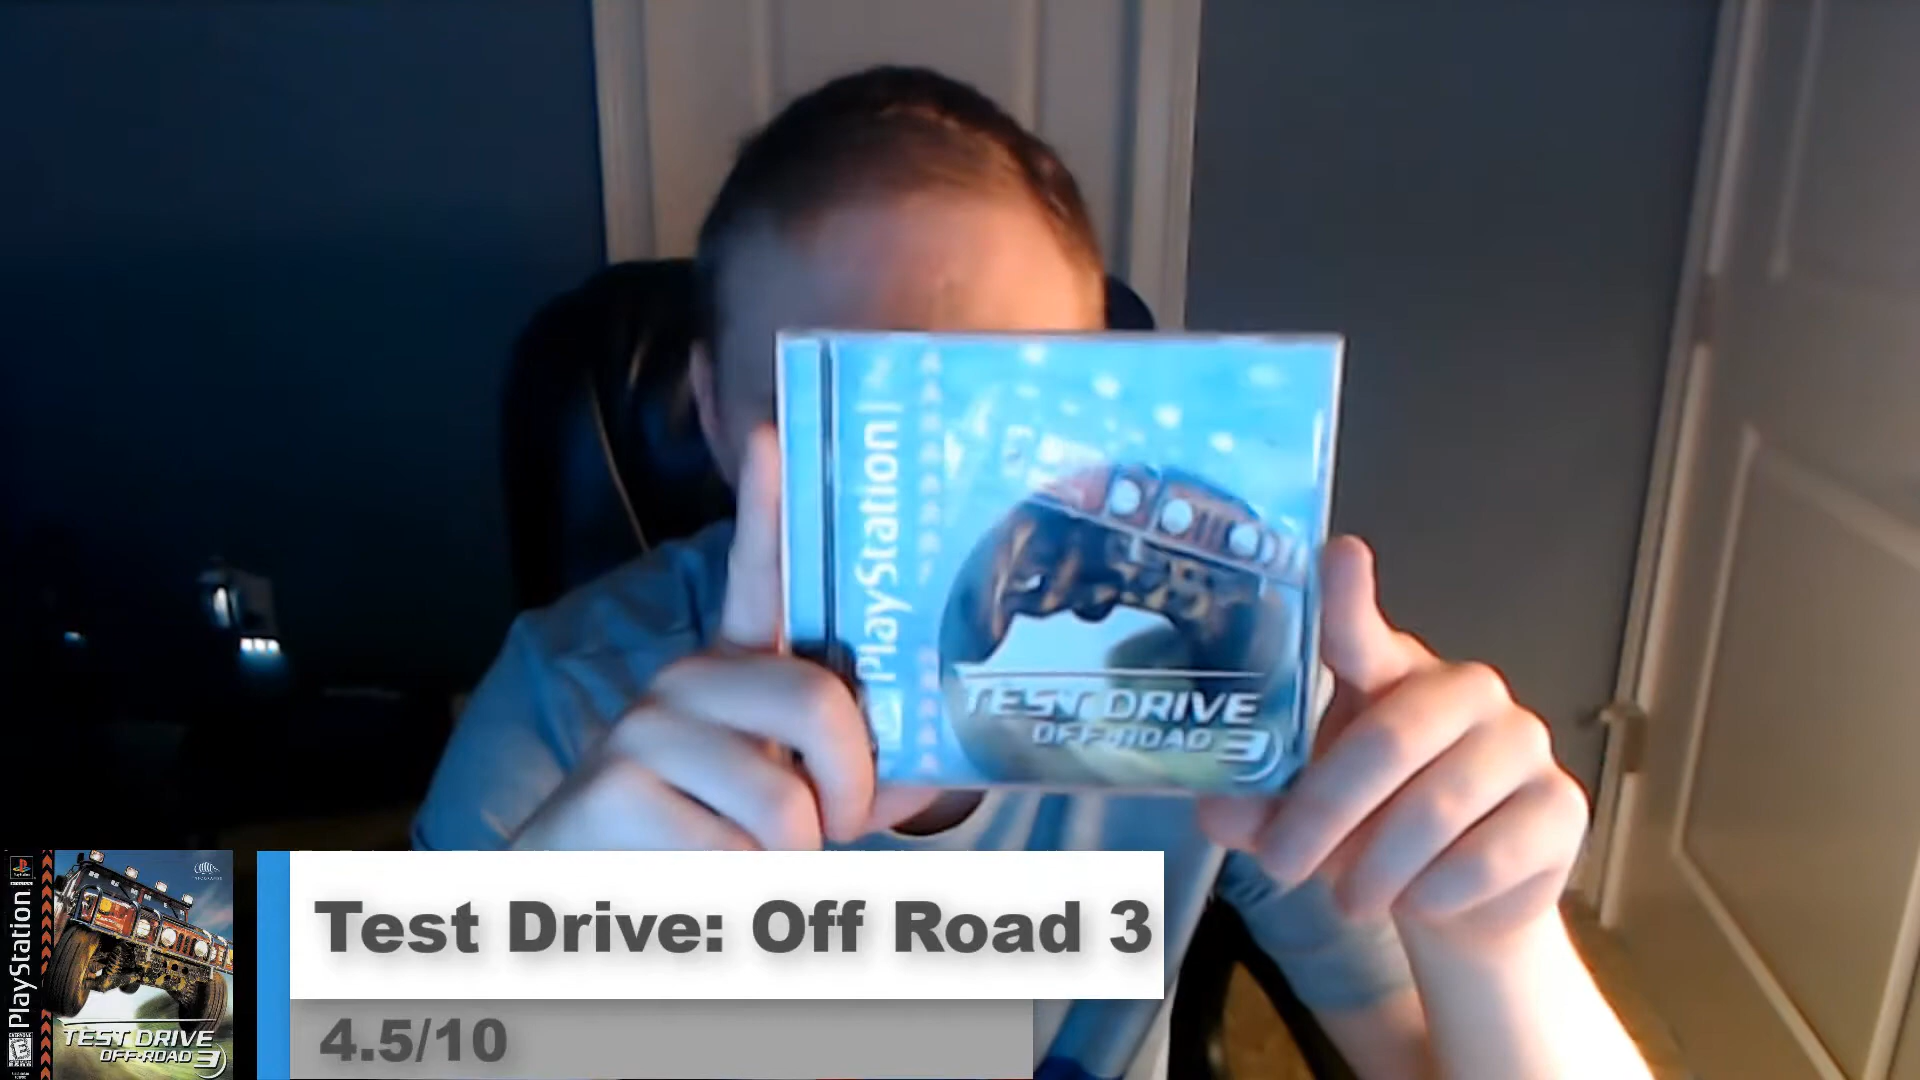 PlayStation
TEST DRIVE
OFF-ROAD 3
PlayStation
TEST DRIVE
OFF-ROAD 3
Test Drive: Off Road 3
4.5/10